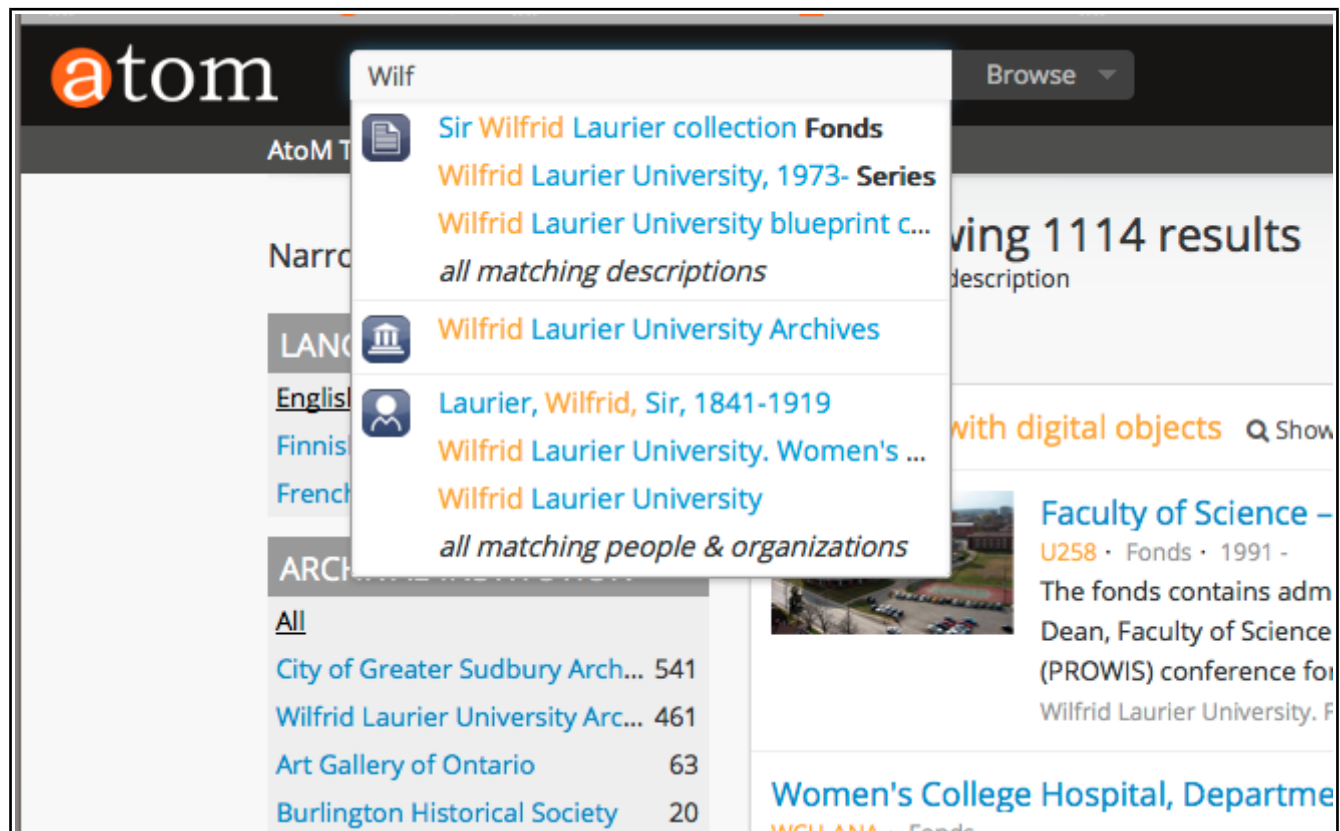 atom
Wilf
Browse
Sir Wilfrid Laurier collection Fonds
Wilfrid Laurier University, 1973- Series
Wilfrid Laurier University blueprint c...
all matching descriptions
Wilfrid Laurier University Archives
Laurier, Wilfrid, Sir, 1841-1919
Wilfrid Laurier University. Women's ...
Wilfrid Laurier University
all matching people & organizations
AtoM T
Narro
wing 1114 results
description
LANG
English
Finnis
French
with digital objects Show
ARCH
All
City of Greater Sudbury Arch... 541
Wilfrid Laurier University Arc... 461
Art Gallery of Ontario 63
Burlington Historical Society 20
Faculty of Science –
U258 · Fonds · 1991 -
The fonds contains adm
Dean, Faculty of Science
(PROWIS) conference for
Wilfrid Laurier University.
Women's College Hospital, Departme